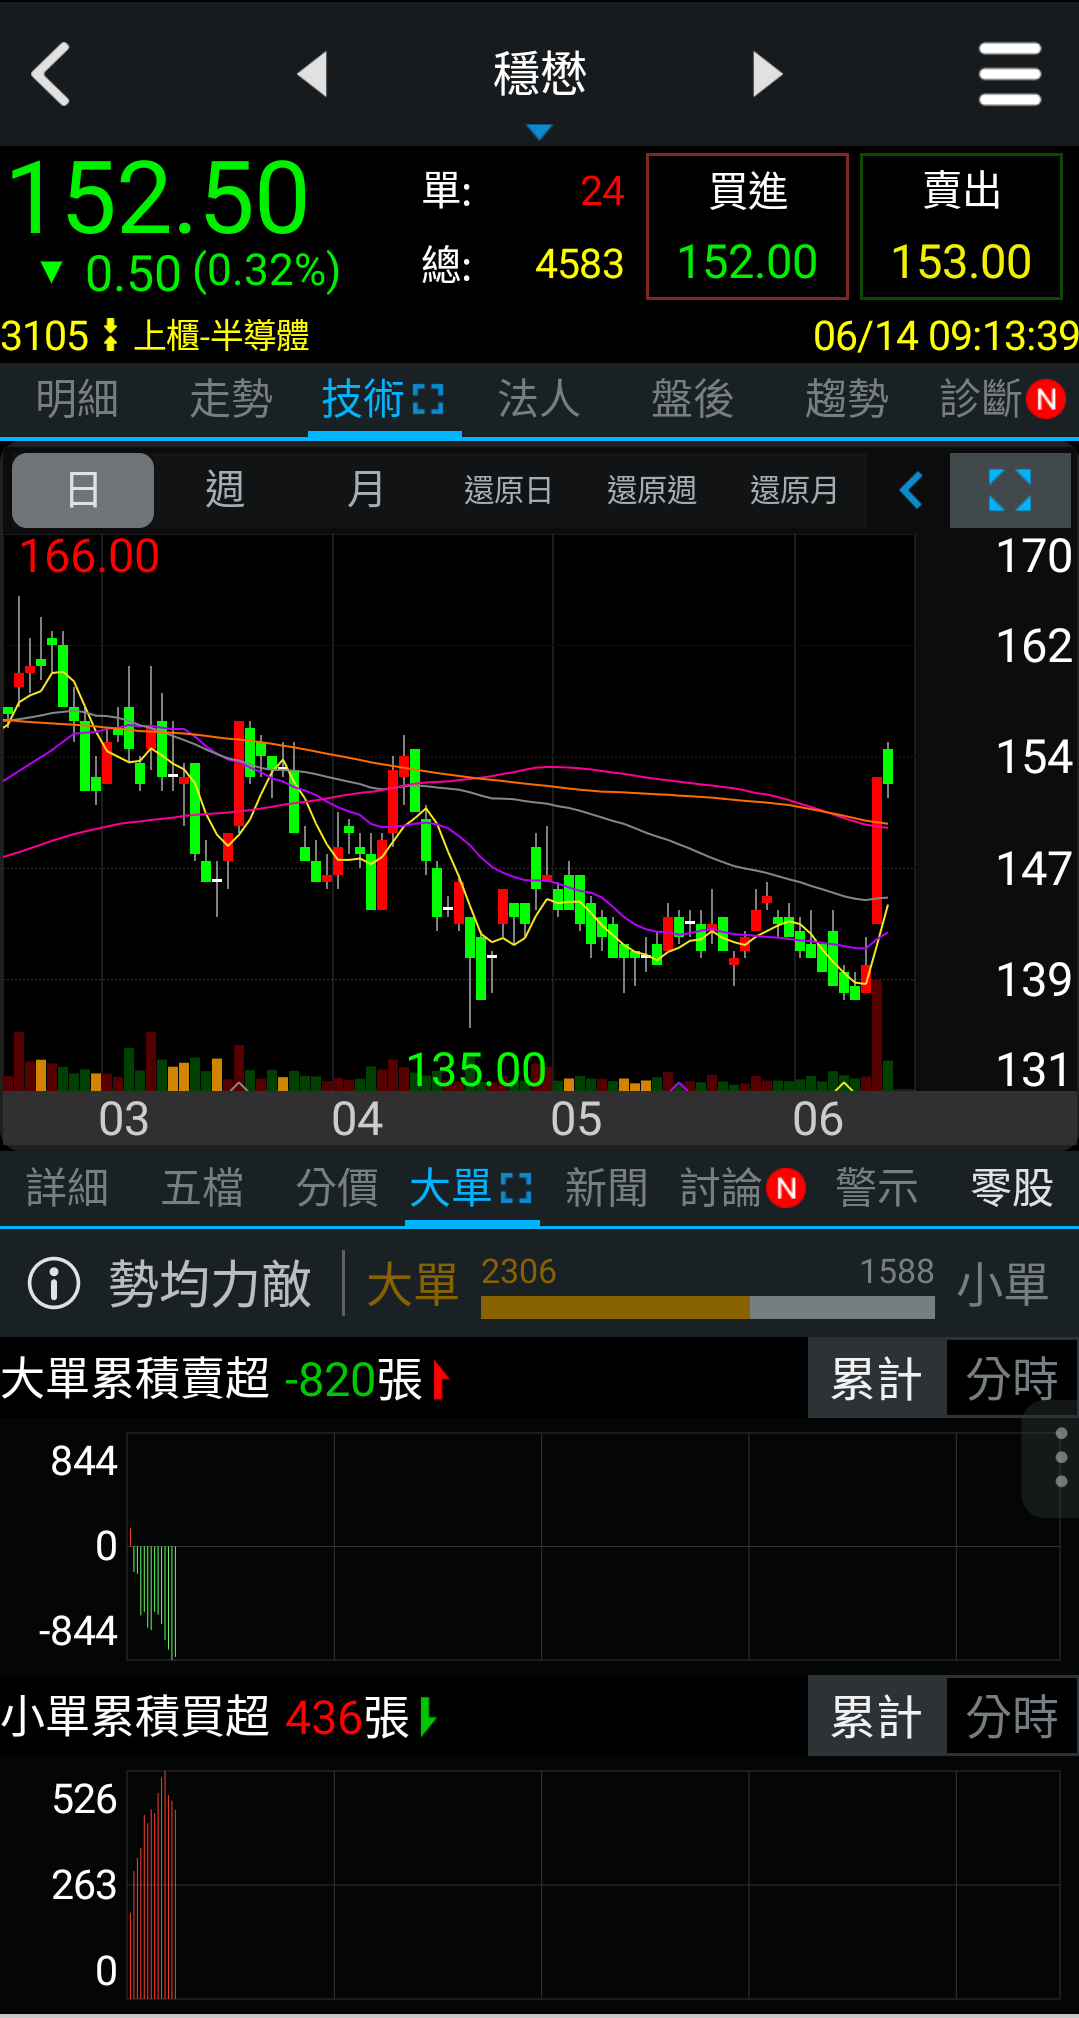 穩懋
152.50
▼ 0.50 (0.32%)
單: 24
總: 4583
買進
152.00
賣出
153.00
3105 上櫃-半導體
06/14 09:13:39
明細 走勢 技術 法人 盤後 趨勢 診斷 N
日 週 月 還原日 還原週 還原月
166.00
170
162
154
147
139
131
135.00
03 04 05 06
詳細 五檔 分價 大單 新聞 討論 N 警示 零股
勢均力敵 大單 2306 1588 小單
大單累積賣超 -820張
累計 分時
844
0
-844
小單累積買超 436張
累計 分時
526
263
0